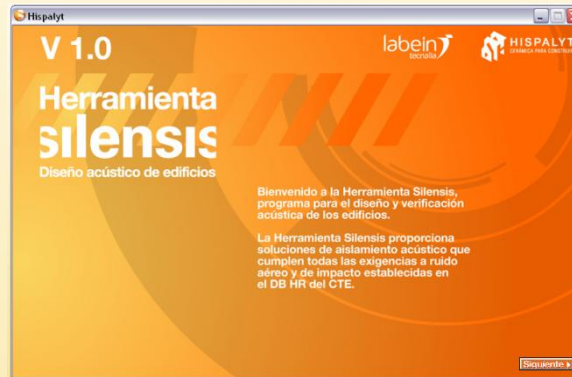 Hispalyt
V 1.0
labein
tecnalia
HISPALYT
CERÁMICA PARA CONSTRUIR
Herramienta
silensis
Diseño acústico de edificios
Bienvenido a la Herramienta Silensis,
programa para el diseño y verificación
acústica de los edificios.
La Herramienta Silensis proporciona
soluciones de aislamiento acústico que
cumplen todas las exigencias a ruido
aéreo y de impacto establecidas en
el DB HR del CTE.
Siguiente